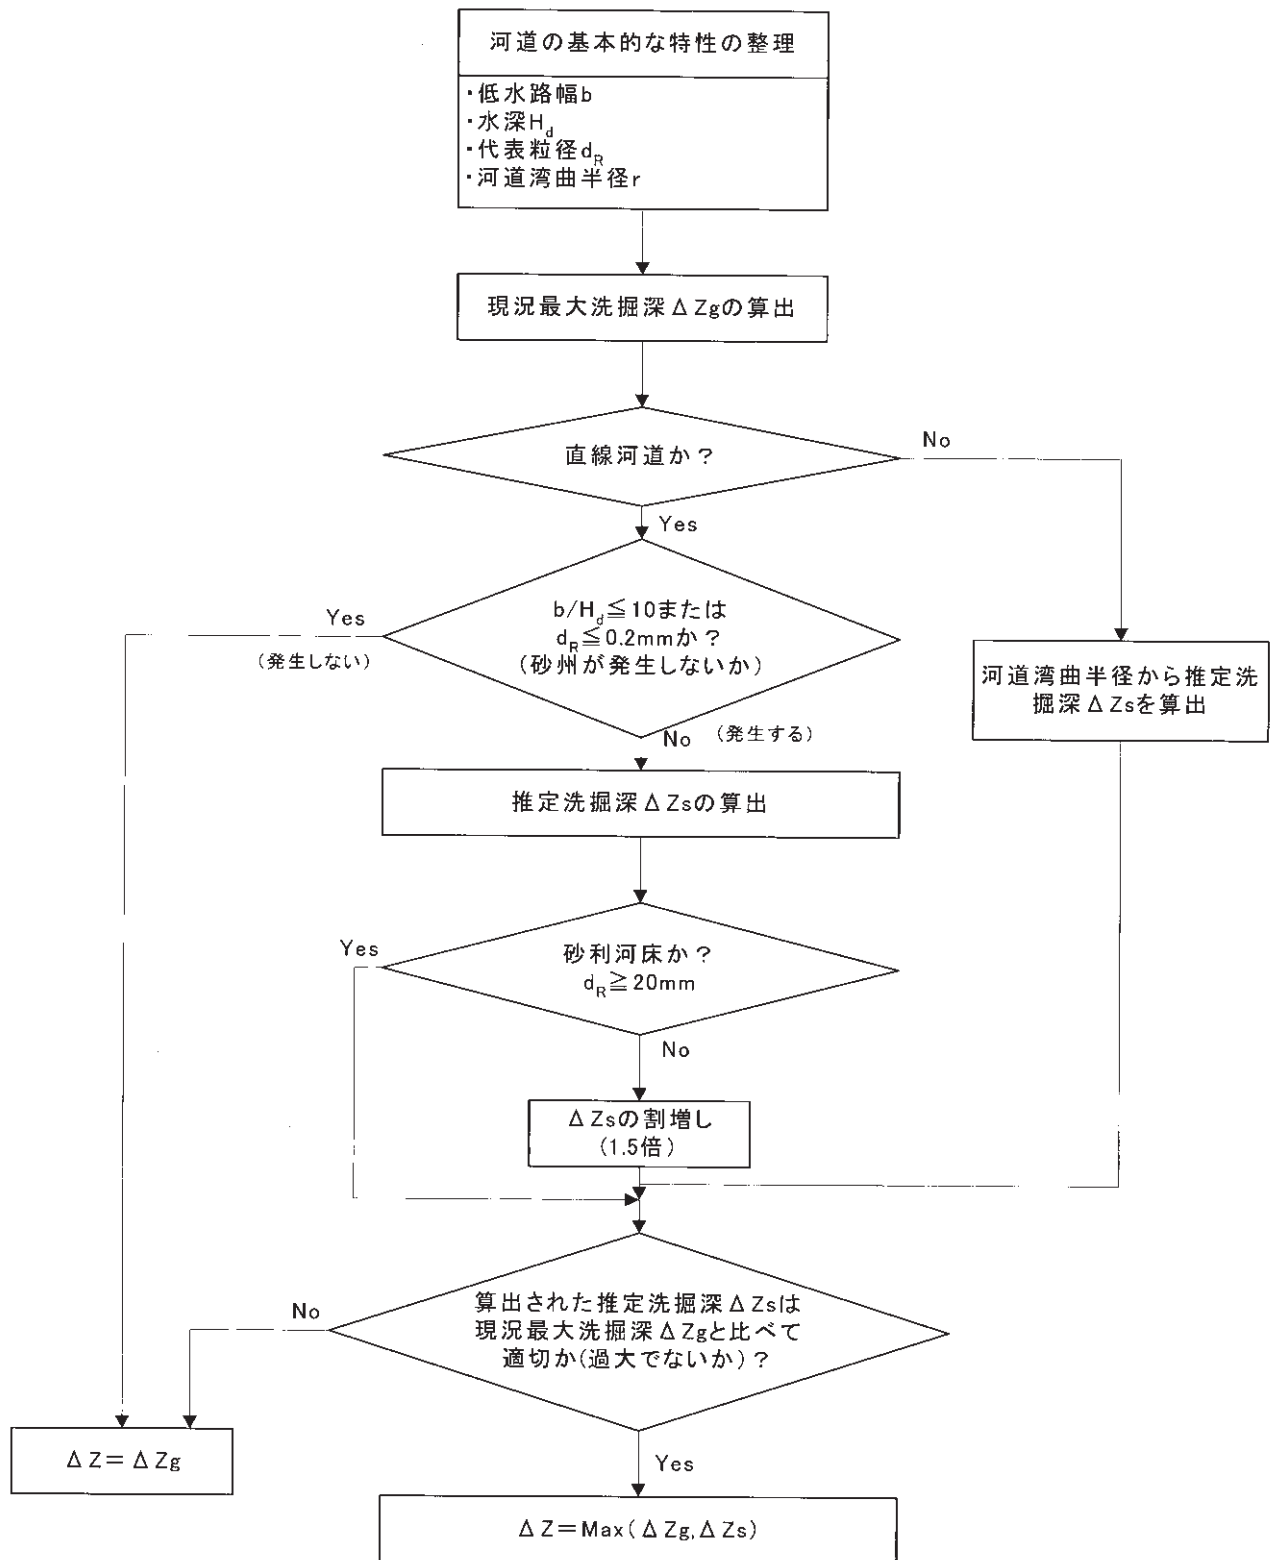 河道の基本的な特性の整理
・低水路幅b
・水深Hd
・代表粒径dR
・河道湾曲半径r
現況最大洗掘深ΔZgの算出
直線河道か？
No
Yes
b/Hd≦10または
dR≦0.2mmか？
(砂州が発生しないか)
Yes
(発生しない)
No (発生する)
河道湾曲半径から推定洗
掘深ΔZsを算出
推定洗掘深ΔZsの算出
砂利河床か？
dR≧20mm
Yes
No
ΔZsの割増し
(1.5倍)
算出された推定洗掘深ΔZsは
現況最大洗掘深ΔZgと比べて
適切か(過大でないか)？
No
Yes
ΔZ＝ΔZg
ΔZ＝Max(ΔZg,ΔZs)